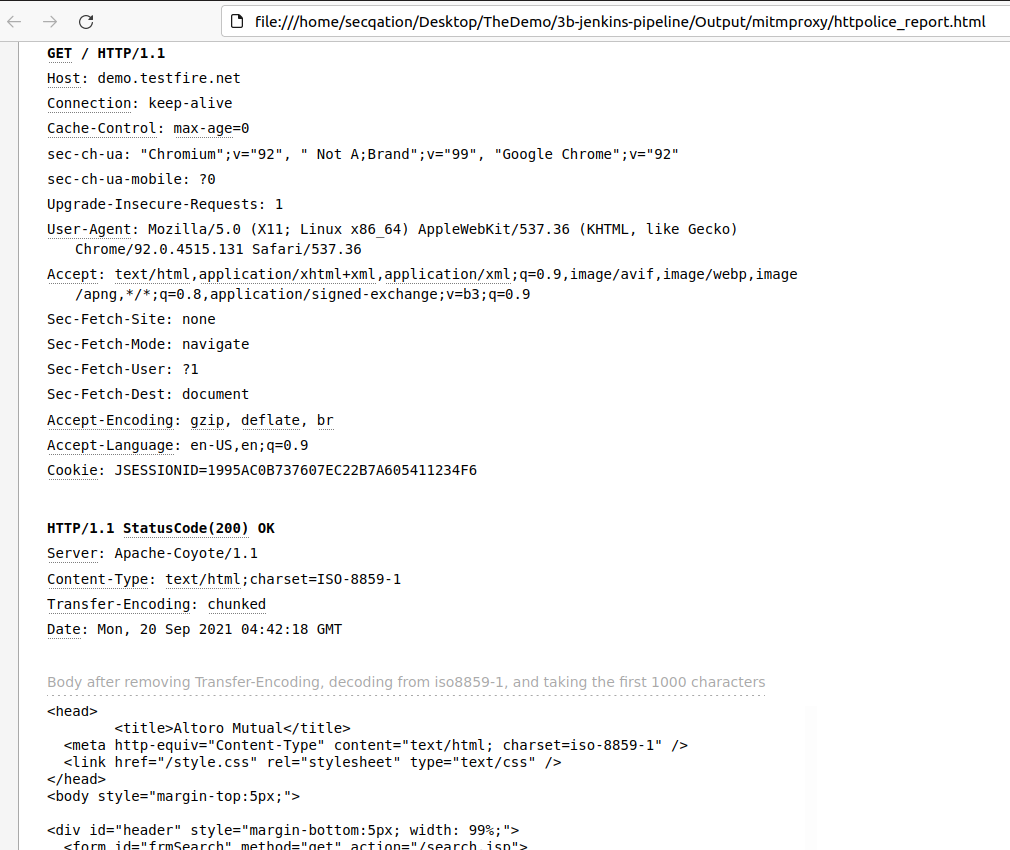 file:///home/secqation/Desktop/TheDemo/3b-jenkins-pipeline/Output/mitmproxy/httpolice_report.html
GET / HTTP/1.1
Host: demo.testfire.net
Connection: keep-alive
Cache-Control: max-age=0
sec-ch-ua: "Chromium";v="92", " Not A;Brand";v="99", "Google Chrome";v="92"
sec-ch-ua-mobile: ?0
Upgrade-Insecure-Requests: 1
User-Agent: Mozilla/5.0 (X11; Linux x86_64) AppleWebKit/537.36 (KHTML, like Gecko)
Chrome/92.0.4515.131 Safari/537.36
Accept: text/html,application/xhtml+xml,application/xml;q=0.9,image/avif,image/webp,image
/apng,*/*;q=0.8,application/signed-exchange;v=b3;q=0.9
Sec-Fetch-Site: none
Sec-Fetch-Mode: navigate
Sec-Fetch-User: ?1
Sec-Fetch-Dest: document
Accept-Encoding: gzip, deflate, br
Accept-Language: en-US,en;q=0.9
Cookie: JSESSIONID=1995AC0B737607EC22B7A605411234F6
HTTP/1.1 StatusCode(200) OK
Server: Apache-Coyote/1.1
Content-Type: text/html;charset=ISO-8859-1
Transfer-Encoding: chunked
Date: Mon, 20 Sep 2021 04:42:18 GMT
Body after removing Transfer-Encoding, decoding from iso8859-1, and taking the first 1000 characters
<head>
<title>Altoro Mutual</title>
<meta http-equiv="Content-Type" content="text/html; charset=iso-8859-1" />
<link href="/style.css" rel="stylesheet" type="text/css" />
</head>
<body style="margin-top:5px;">
<div id="header" style="margin-bottom:5px; width: 99%;">
<form id="frmSearch" method="get" action="/search.jsp">